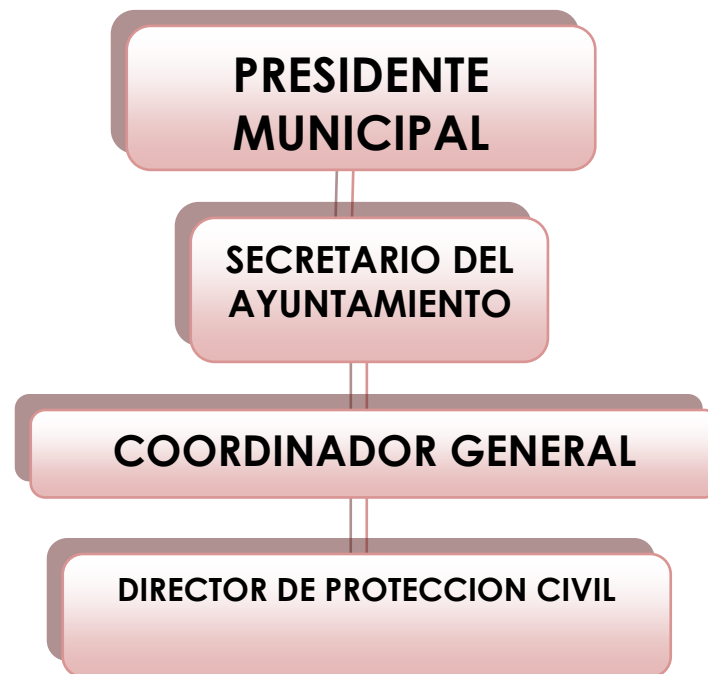 PRESIDENTE
MUNICIPAL
SECRETARIO DEL
AYUNTAMIENTO
COORDINADOR GENERAL
DIRECTOR DE PROTECCION CIVIL